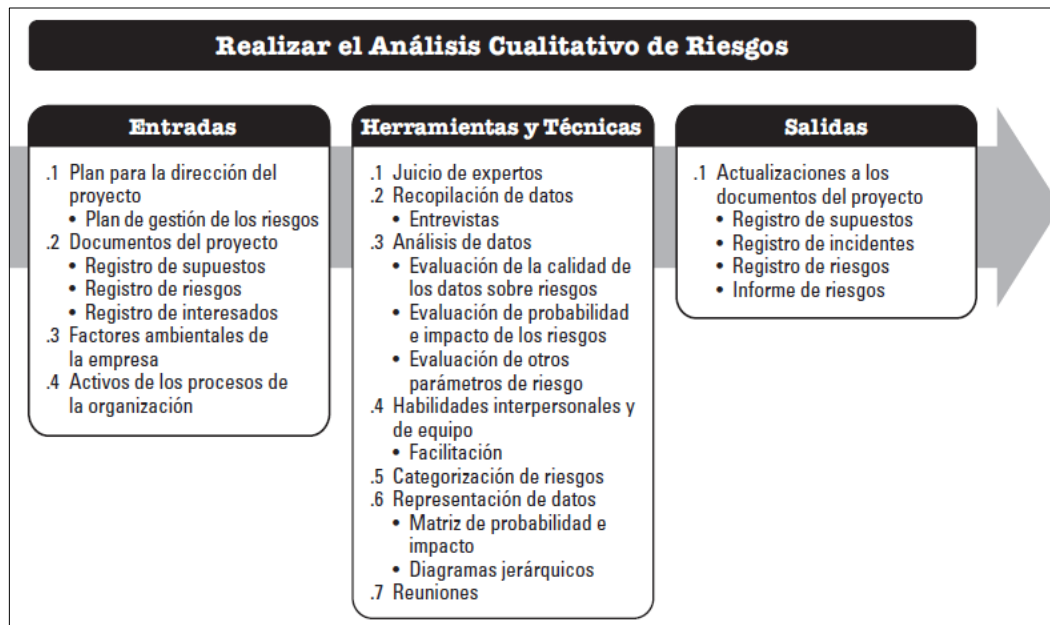 Realizar el Análisis Cualitativo de Riesgos
Entradas
.1 Plan para la dirección del
proyecto
• Plan de gestión de los riesgos
.2 Documentos del proyecto
• Registro de supuestos
• Registro de riesgos
• Registro de interesados
.3 Factores ambientales de
la empresa
.4 Activos de los procesos de
la organización
Herramientas y Técnicas
.1 Juicio de expertos
.2 Recopilación de datos
• Entrevistas
.3 Análisis de datos
• Evaluación de la calidad de
los datos sobre riesgos
• Evaluación de probabilidad
e impacto de los riesgos
• Evaluación de otros
parámetros de riesgo
.4 Habilidades interpersonales y
de equipo
• Facilitación
.5 Categorización de riesgos
.6 Representación de datos
• Matriz de probabilidad e
impacto
• Diagramas jerárquicos
.7 Reuniones
Salidas
.1 Actualizaciones a los
documentos del proyecto
• Registro de supuestos
• Registro de incidentes
• Registro de riesgos
• Informe de riesgos